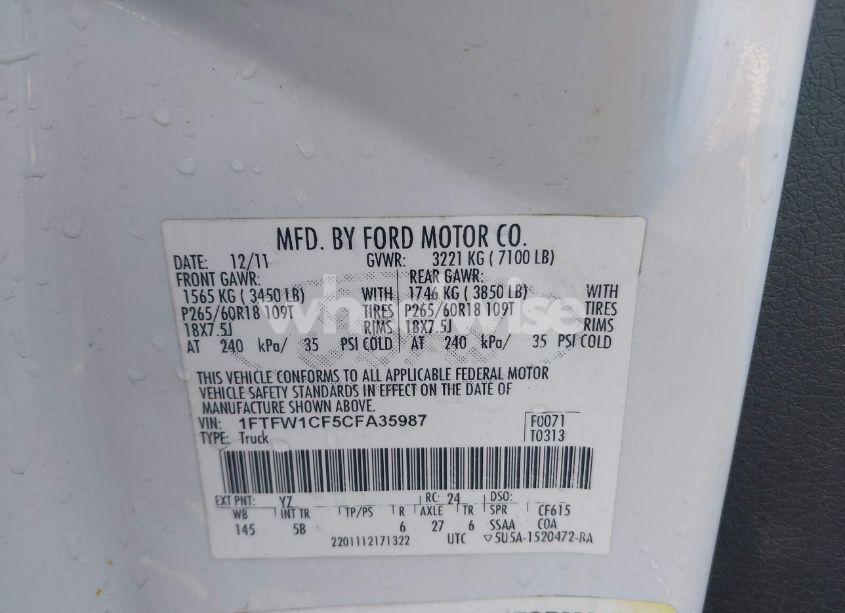 MFD. BY FORD MOTOR CO.
DATE: 12/11 GVWR: 3221 KG ( 7100 LB)
FRONT GAWR: REAR GAWR:
1565 KG ( 3450 LB) WITH 1746 KG ( 3850 LB) WITH
P265/60R18 109T TIRES P265/60R18 109T TIRES
18X7.5J RIMS 18X7.5J RIMS
AT 240 kPa/ 35 PSI COLD AT 240 kPa/ 35 PSI COLD
whatwise
THIS VEHICLE CONFORMS TO ALL APPLICABLE FEDERAL MOTOR
VEHICLE SAFETY STANDARDS IN EFFECT ON THE DATE OF
MANUFACTURE SHOWN ABOVE.
VIN: 1FTFW1CF5CFA35987 F0071
TYPE: Truck T0313
EXT PNT: YZ RC: 24 DSO:
WB INT TR TP/PS R AXLE TR SPR CF615
145 5B 6 27 6 SSAA COA
2201112171322 UTC ▽5U5A-1520472-BA